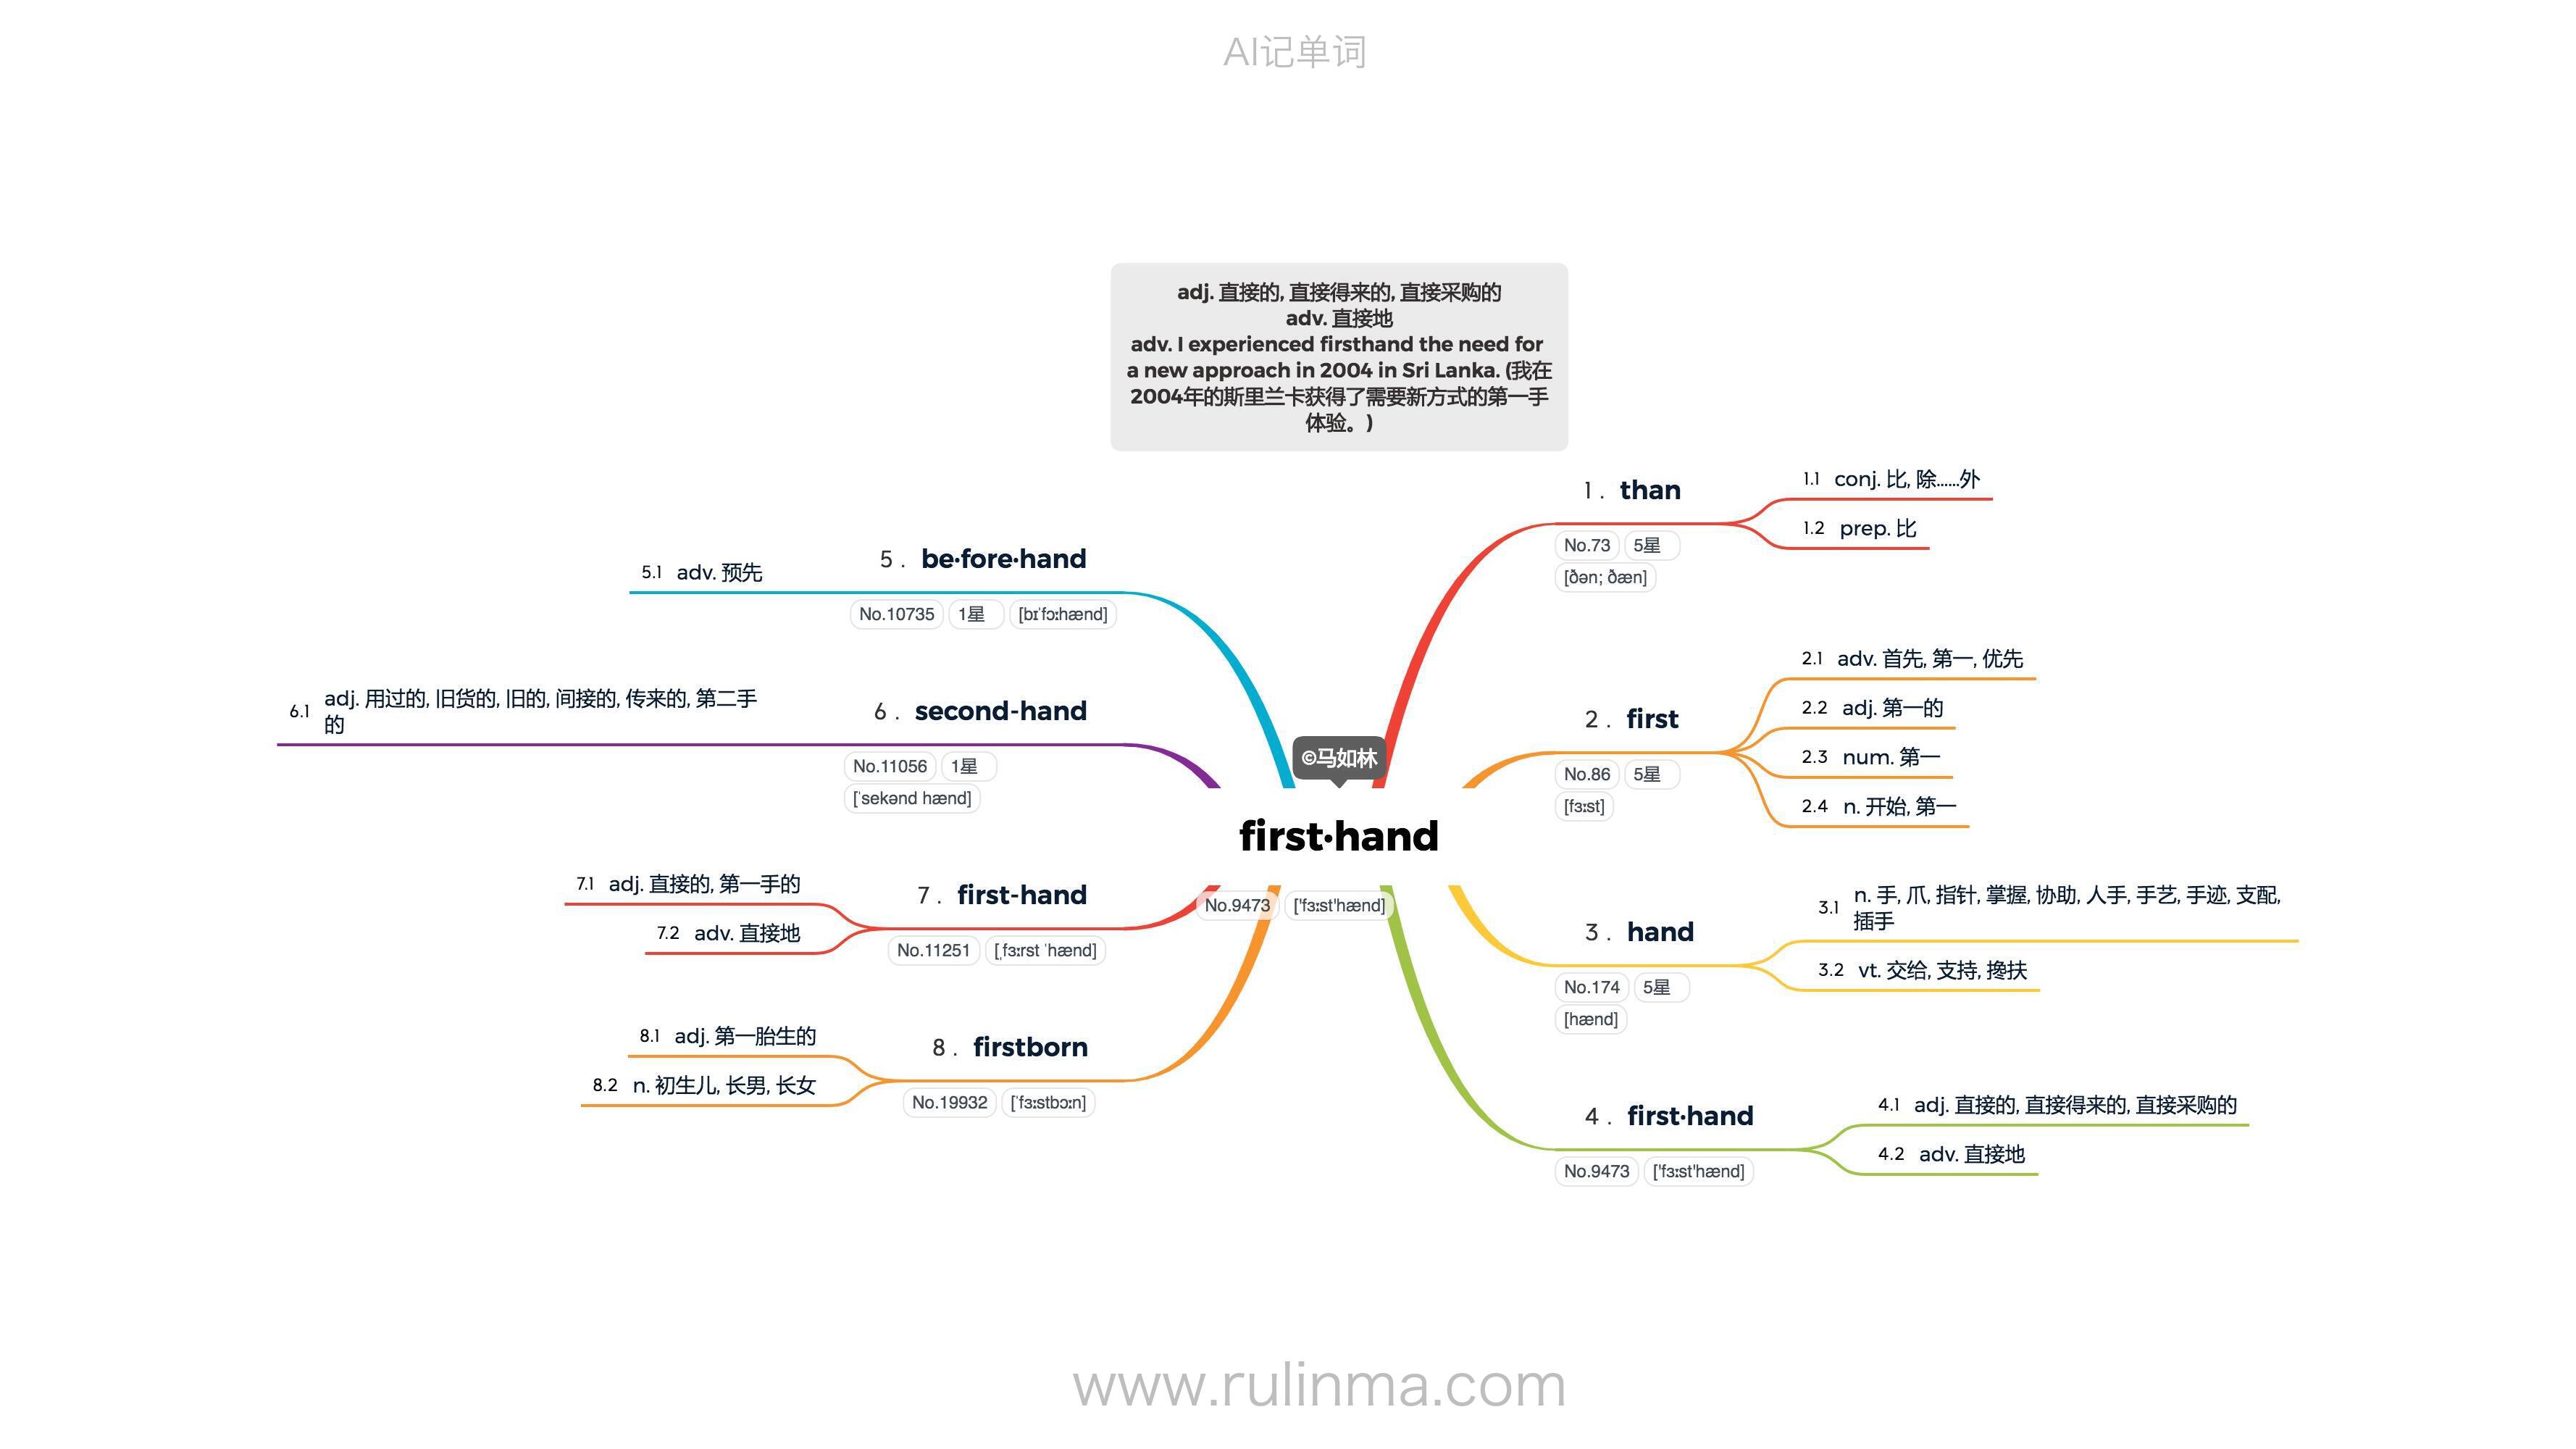 AI记单词
adj. 直接的, 直接得来的, 直接采购的
adv. 直接地
adv. I experienced firsthand the need for
a new approach in 2004 in Sri Lanka. (我在
2004年的斯里兰卡获得了需要新方式的第一手
体验。)
©马如林
first·hand
No.9473 ['fɜːst'hænd]
1. than
No.73 5星
[ðən; ðæn]
1.1 conj. 比, 除……外
1.2 prep. 比
2. first
No.86 5星
[fɜːst]
2.1 adv. 首先, 第一, 优先
2.2 adj. 第一的
2.3 num. 第一
2.4 n. 开始, 第一
3. hand
No.174 5星
[hænd]
3.1 n. 手, 爪, 指针, 掌握, 协助, 人手, 手艺, 手迹, 支配,
插手
3.2 vt. 交给, 支持, 搀扶
4. first·hand
No.9473 ['fɜːst'hænd]
4.1 adj. 直接的, 直接得来的, 直接采购的
4.2 adv. 直接地
5. be·fore·hand
No.10735 1星 [bɪˈfɔːhænd]
5.1 adv. 预先
6. second-hand
No.11056 1星
[ˈsekənd hænd]
6.1 adj. 用过的, 旧货的, 旧的, 间接的, 传来的, 第二手
的
7. first-hand
No.11251 [ˌfɜːrst ˈhænd]
7.1 adj. 直接的, 第一手的
7.2 adv. 直接地
8. firstborn
No.19932 [ˈfɜːstbɔːn]
8.1 adj. 第一胎生的
8.2 n. 初生儿, 长男, 长女
www.rulinma.com